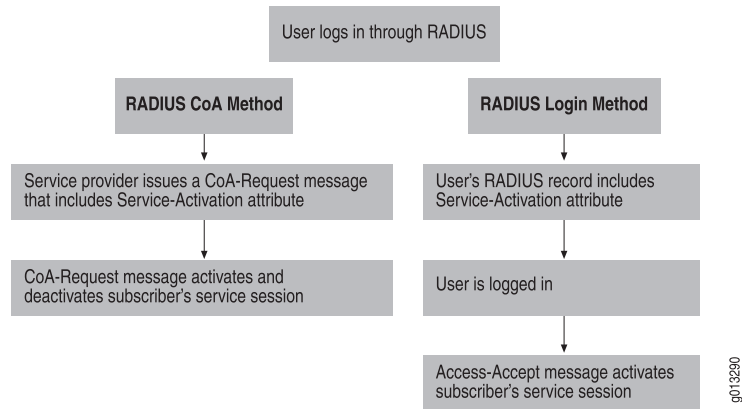 User logs in through RADIUS
RADIUS CoA Method
Service provider issues a CoA-Request message
that includes Service-Activation attribute
CoA-Request message activates and
deactivates subscriber’s service session
RADIUS Login Method
User’s RADIUS record includes
Service-Activation attribute
User is logged in
Access-Accept message activates
subscriber’s service session
g013290